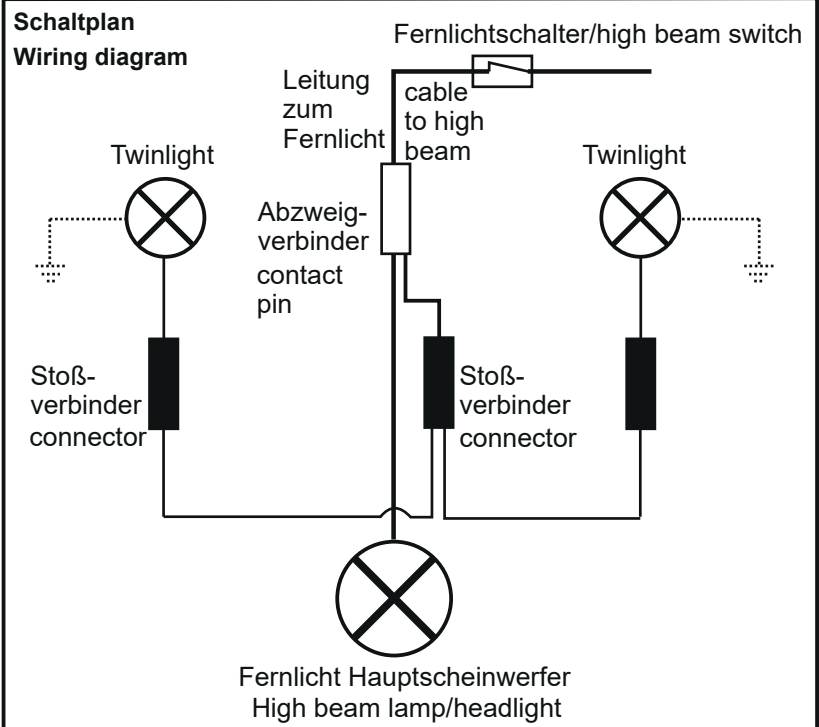 Schaltplan
Wiring diagram
Fernlichtschalter/high beam switch
Leitung
zum
Fernlicht
cable
to high
beam
Twinlight
Twinlight
Abzweig-
verbinder
contact
pin
Stoß-
verbinder
connector
Stoß-
verbinder
connector
Fernlicht Hauptscheinwerfer
High beam lamp/headlight